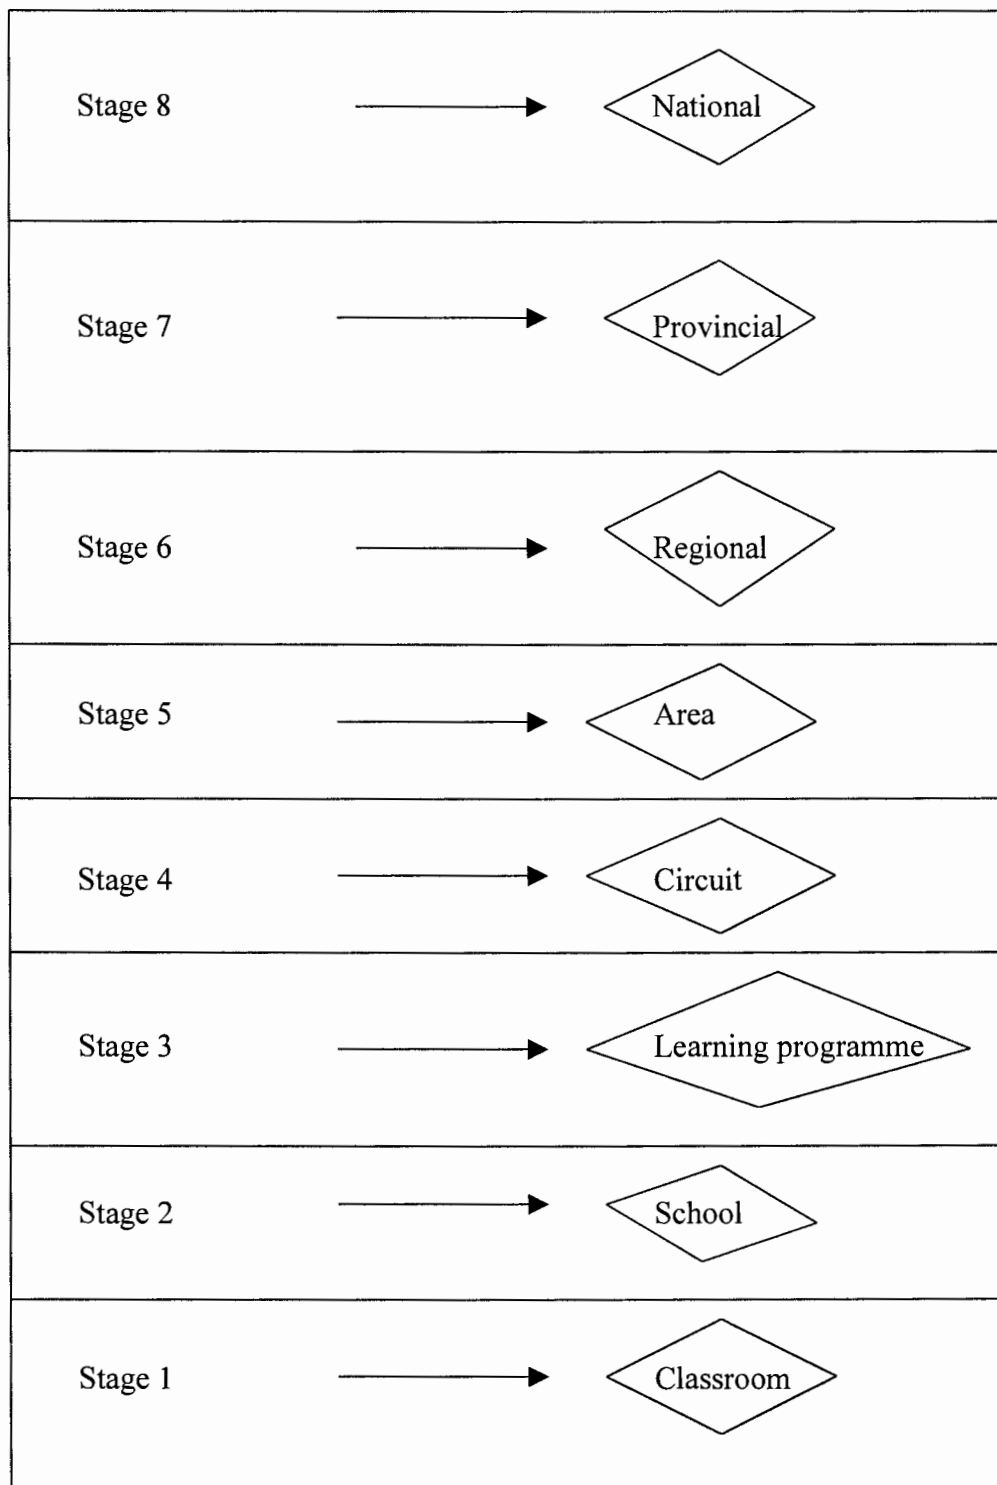 Stage 8 National
Stage 7 Provincial
Stage 6 Regional
Stage 5 Area
Stage 4 Circuit
Stage 3 Learning programme
Stage 2 School
Stage 1 Classroom